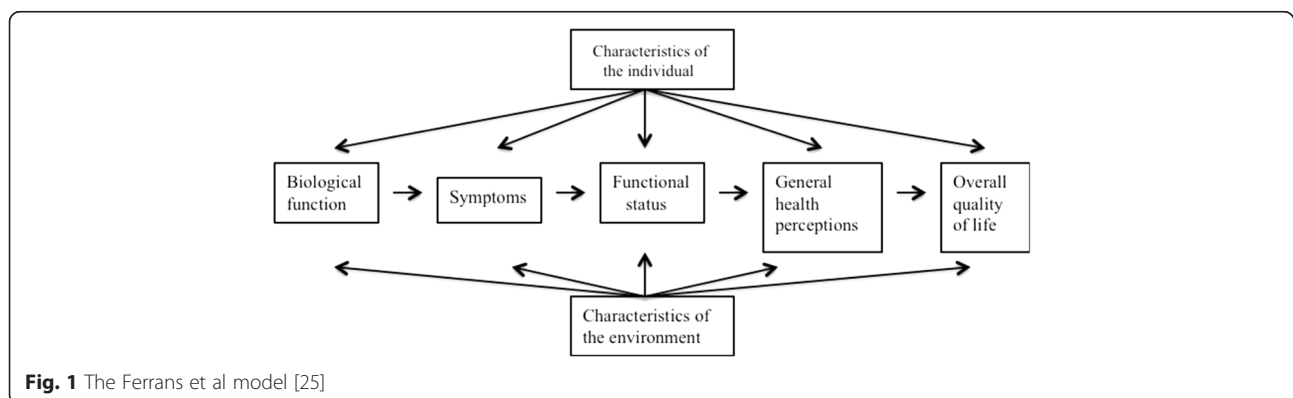 Characteristics of
the individual
Biological
function
Symptoms
Functional
status
General
health
perceptions
Overall
quality
of life
Characteristics of
the environment
Fig. 1 The Ferrans et al model [25]